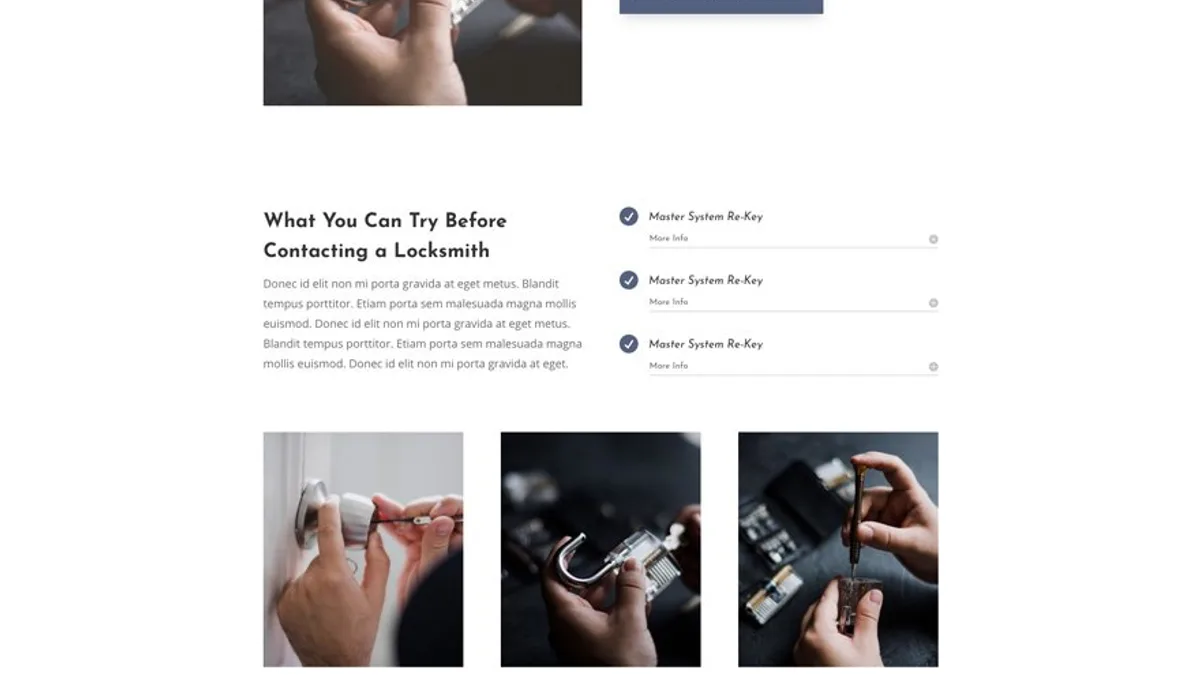 What You Can Try Before
Contacting a Locksmith
Donec id elit non mi porta gravida at eget metus. Blandit
tempus porttitor. Etiam porta sem malesuada magna mollis
euismod. Donec id elit non mi porta gravida at eget metus.
Blandit tempus porttitor. Etiam porta sem malesuada magna
mollis euismod. Donec id elit non mi porta gravida at eget.
Master System Re-Key
More Info
Master System Re-Key
More Info
Master System Re-Key
More Info